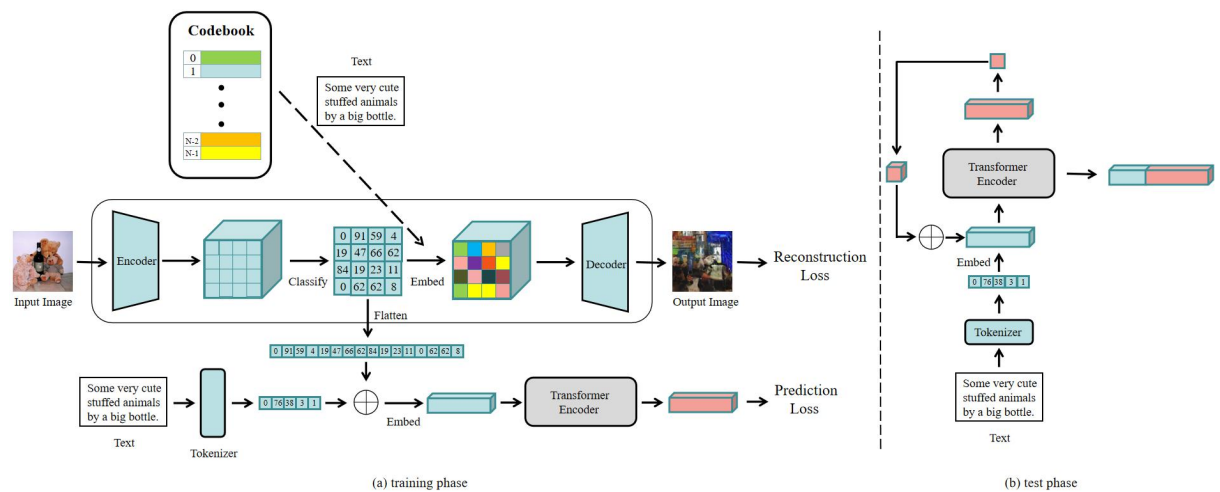 Codebook
0
1
N-2
N-1
Text
Some very cute
stuffed animals
by a big bottle.
Input Image
Encoder
Classify
0 91 59 4
19 47 66 62
84 19 23 11
0 62 62 8
Embed
Decoder
Output Image
Reconstruction
Loss
Flatten
0 91 59 4 19 47 66 62 84 19 23 11 0 62 62 8
Some very cute
stuffed animals
by a big bottle.
Text
Tokenizer
0 76 38 3 1
Embed
Transformer
Encoder
Prediction
Loss
(a) training phase
Transformer
Encoder
Embed
0 76 38 3 1
Tokenizer
Some very cute
stuffed animals
by a big bottle.
Text
(b) test phase